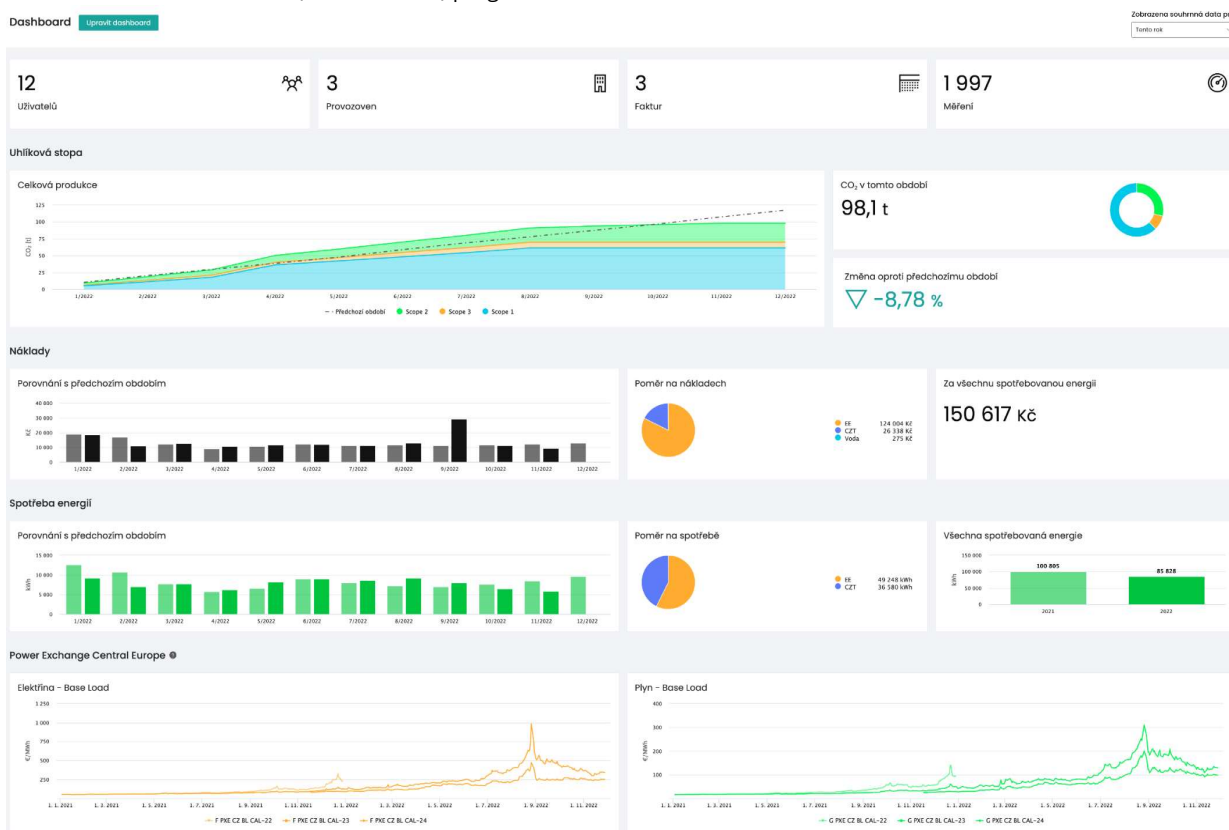 Dashboard
Upravit dashboard
Zobrazena souhrnná data
Tento rok
12
Uživatelů
3
Provozoven
3
Faktur
1 997
Měření
Uhlíková stopa
Celková produkce
125
100
75
50
25
0
CO₂ (t)
1/2022 2/2022 3/2022 4/2022 5/2022 6/2022 7/2022 8/2022 9/2022 10/2022 11/2022 12/2022
Předchozí období Scope 2 Scope 3 Scope 1
CO₂ v tomto období
98,1 t
Změna oproti předchozímu období
-8,78 %
Náklady
Porovnání s předchozím obdobím
40 000
30 000
20 000
10 000
0
Kč
1/2022 2/2022 3/2022 4/2022 5/2022 6/2022 7/2022 8/2022 9/2022 10/2022 11/2022 12/2022
Poměr na nákladech
EE 124 004 Kč
CZT 26 338 Kč
Voda 275 Kč
Za všechnu spotřebovanou energii
150 617 Kč
Spotřeba energií
Porovnání s předchozím obdobím
15 000
10 000
5 000
0
kWh
1/2022 2/2022 3/2022 4/2022 5/2022 6/2022 7/2022 8/2022 9/2022 10/2022 11/2022 12/2022
Poměr na spotřebě
EE 49 248 kWh
CZT 36 580 kWh
Všechna spotřebovaná energie
150 000
100 000
50 000
0
kWh
100 805
85 828
2021 2022
Power Exchange Central Europe
Elektřina - Base Load
1 250
1 000
750
500
250
€/MWh
1. 1. 2021 1. 3. 2021 1. 5. 2021 1. 7. 2021 1. 9. 2021 1. 11. 2021 1. 1. 2022 1. 3. 2022 1. 5. 2022 1. 7. 2022 1. 9. 2022 1. 11. 2022
F PXE CZ BL CAL-22 F PXE CZ BL CAL-23 F PXE CZ BL CAL-24
Plyn - Base Load
400
300
200
100
€/MWh
1. 1. 2021 1. 3. 2021 1. 5. 2021 1. 7. 2021 1. 9. 2021 1. 11. 2021 1. 1. 2022 1. 3. 2022 1. 5. 2022 1. 7. 2022 1. 9. 2022 1. 11. 2022
G PXE CZ BL CAL-22 G PXE CZ BL CAL-23 G PXE CZ BL CAL-24